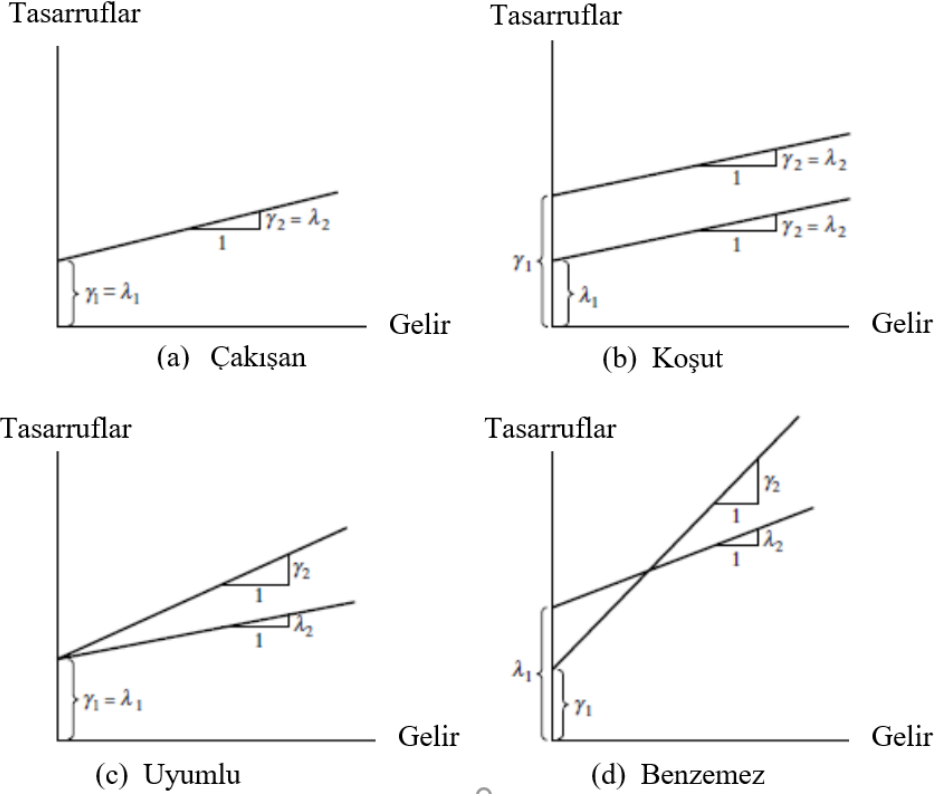 Tasarruflar
γ₂ = λ₂
1
γ₁ = λ₁
Gelir
(a) Çakışan
Tasarruflar
γ₂ = λ₂
1
γ₂ = λ₂
1
γ₁
λ₁
Gelir
(b) Koşut
Tasarruflar
γ₂
1
λ₂
1
γ₁ = λ₁
Gelir
(c) Uyumlu
Tasarruflar
γ₂
1
λ₂
1
λ₁
γ₁
Gelir
(d) Benzemez